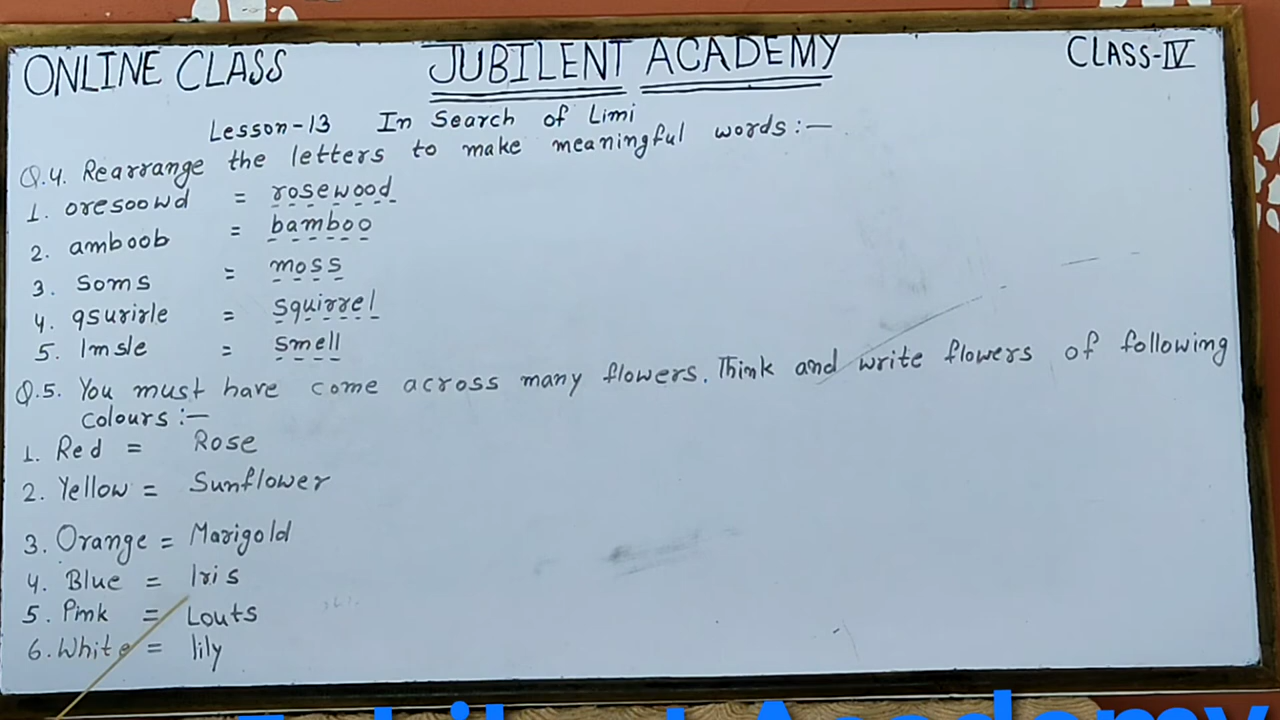 ONLINE CLASS JUBILENT ACADEMY CLASS-IV
Lesson-13 In Search of Limi
Q.4. Rearrange the letters to make meaningful words:-
1. oresoowd = rosewood
2. amboob = bamboo
3. Soms = moss
4. qsurirle = squirrel
5. lmsle = smell
Q.5. You must have come across many flowers. Think and write flowers of following
colours:-
1. Red = Rose
2. Yellow = Sunflower
3. Orange = Marigold
4. Blue = Iris
5. Pink = Louts
6. White = lily
Jubilent Academy